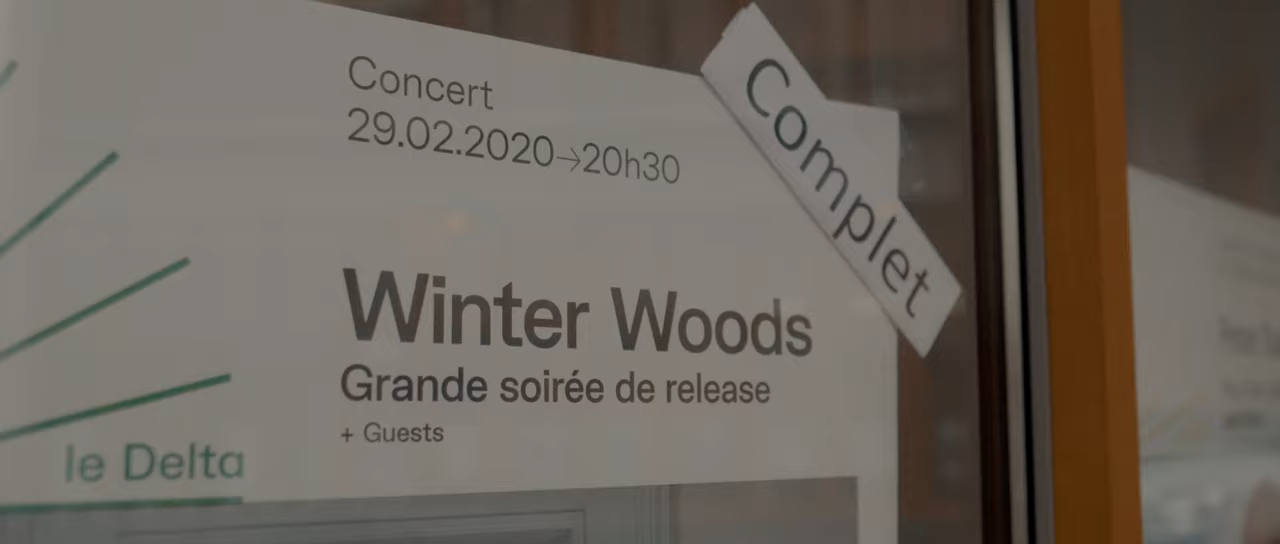 Concert
29.02.2020→20h30
Complet
Winter Woods
Grande soirée de release
+ Guests
le Delta